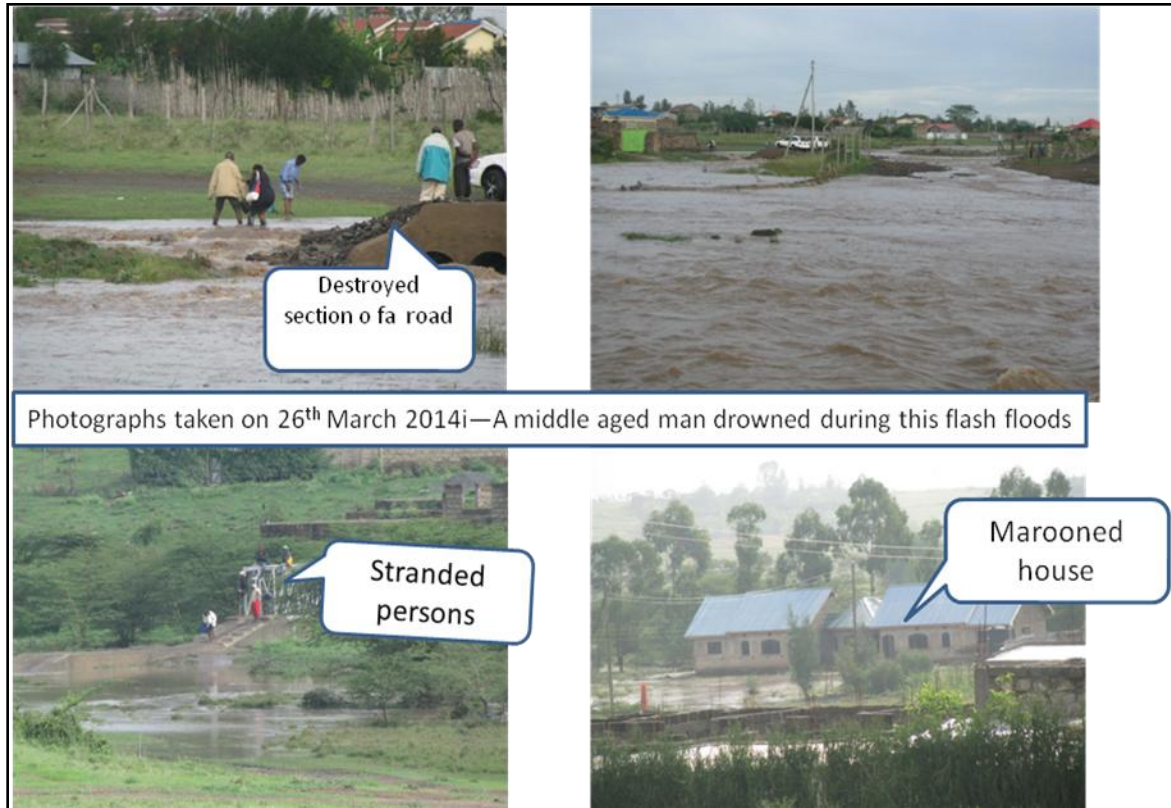 Destroyed
section o fa road
Photographs taken on 26th March 2014i—A middle aged man drowned during this flash floods
Stranded
persons
Marooned
house